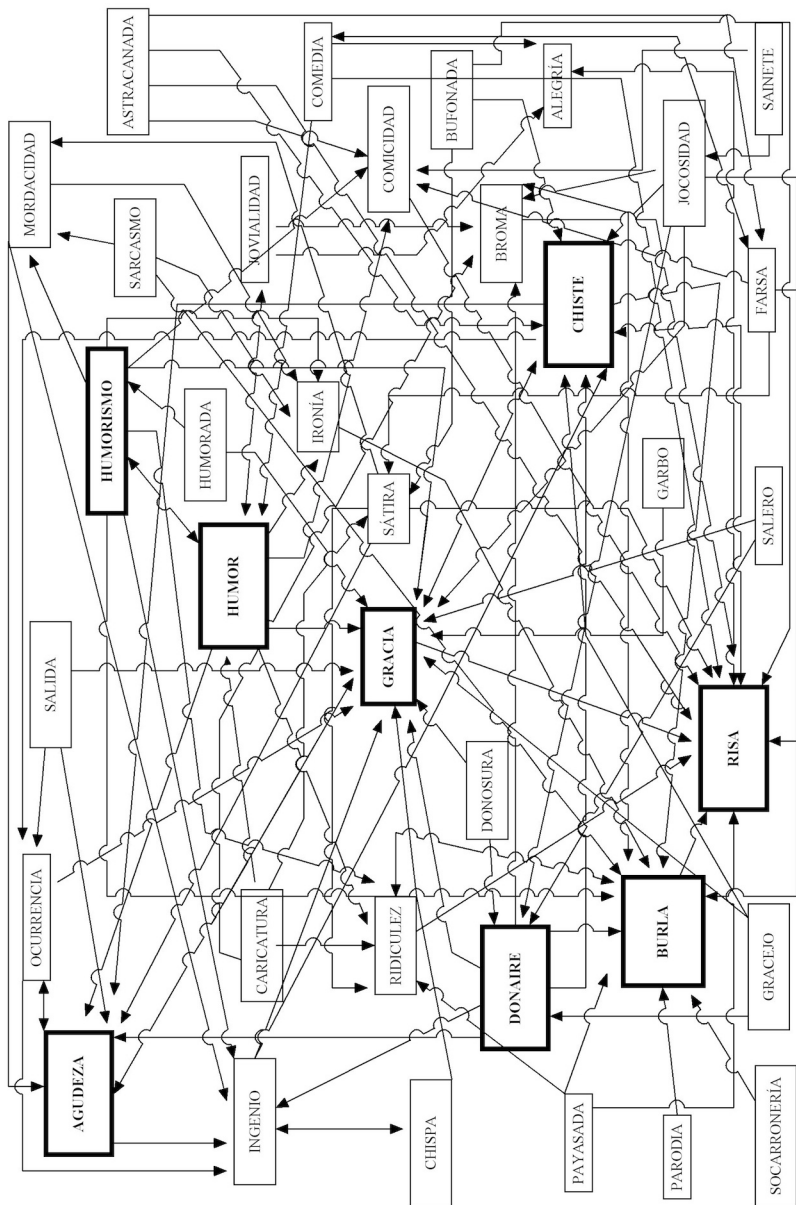 OCURRENCIA
SALIDA
MORDACIDAD
AGUDEZA
HUMORISMO
SARCASMO
ASTRACANADA
HUMORADA
HUMOR
INGENIO
CARICATURA
JOVIALIDAD
IRONÍA
COMEDIA
RIDICULEZ
GRACIA
SÁTIRA
COMICIDAD
CHISPA
BUFONADA
DONOSURA
DONAIRE
BROMA
ALEGRÍA
CHISTE
PAYASADA
BURLA
GARBO
PARODIA
JOCOSIDAD
RISA
SALERO
FARSA
SAINETE
SOCARRONERÍA
GRACEJO